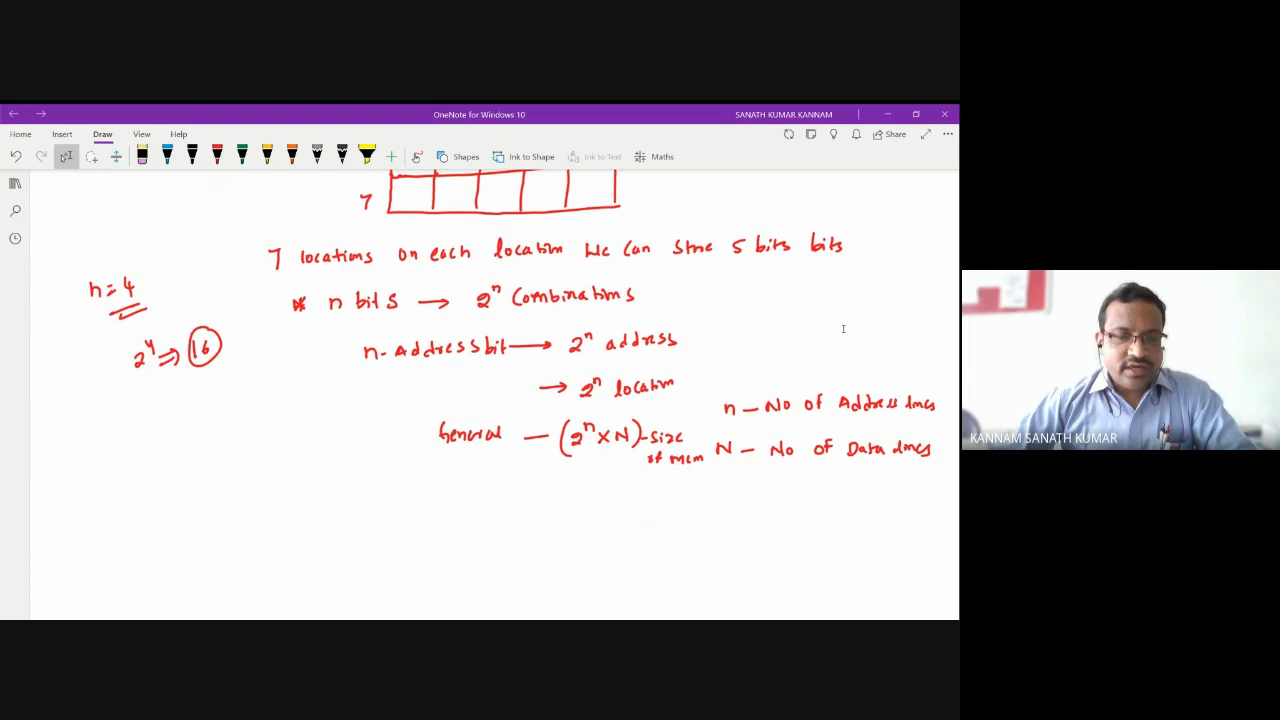 OneNote for Windows 10
SANATH KUMAR KANNAM
Home Insert Draw View Help
Share
Shapes Ink to Shape Ink to Text Maths
7
7 locations on each location we can store 5 bits bits
n = 4
* n bits → 2^n Combinations
2^4 ⇒ 16
n-Address bit → 2^n address
→ 2^n location
n - No of Address lines
General - (2^n × N) - size of mem
N - No of Data lines
KANNAM SANATH KUMAR